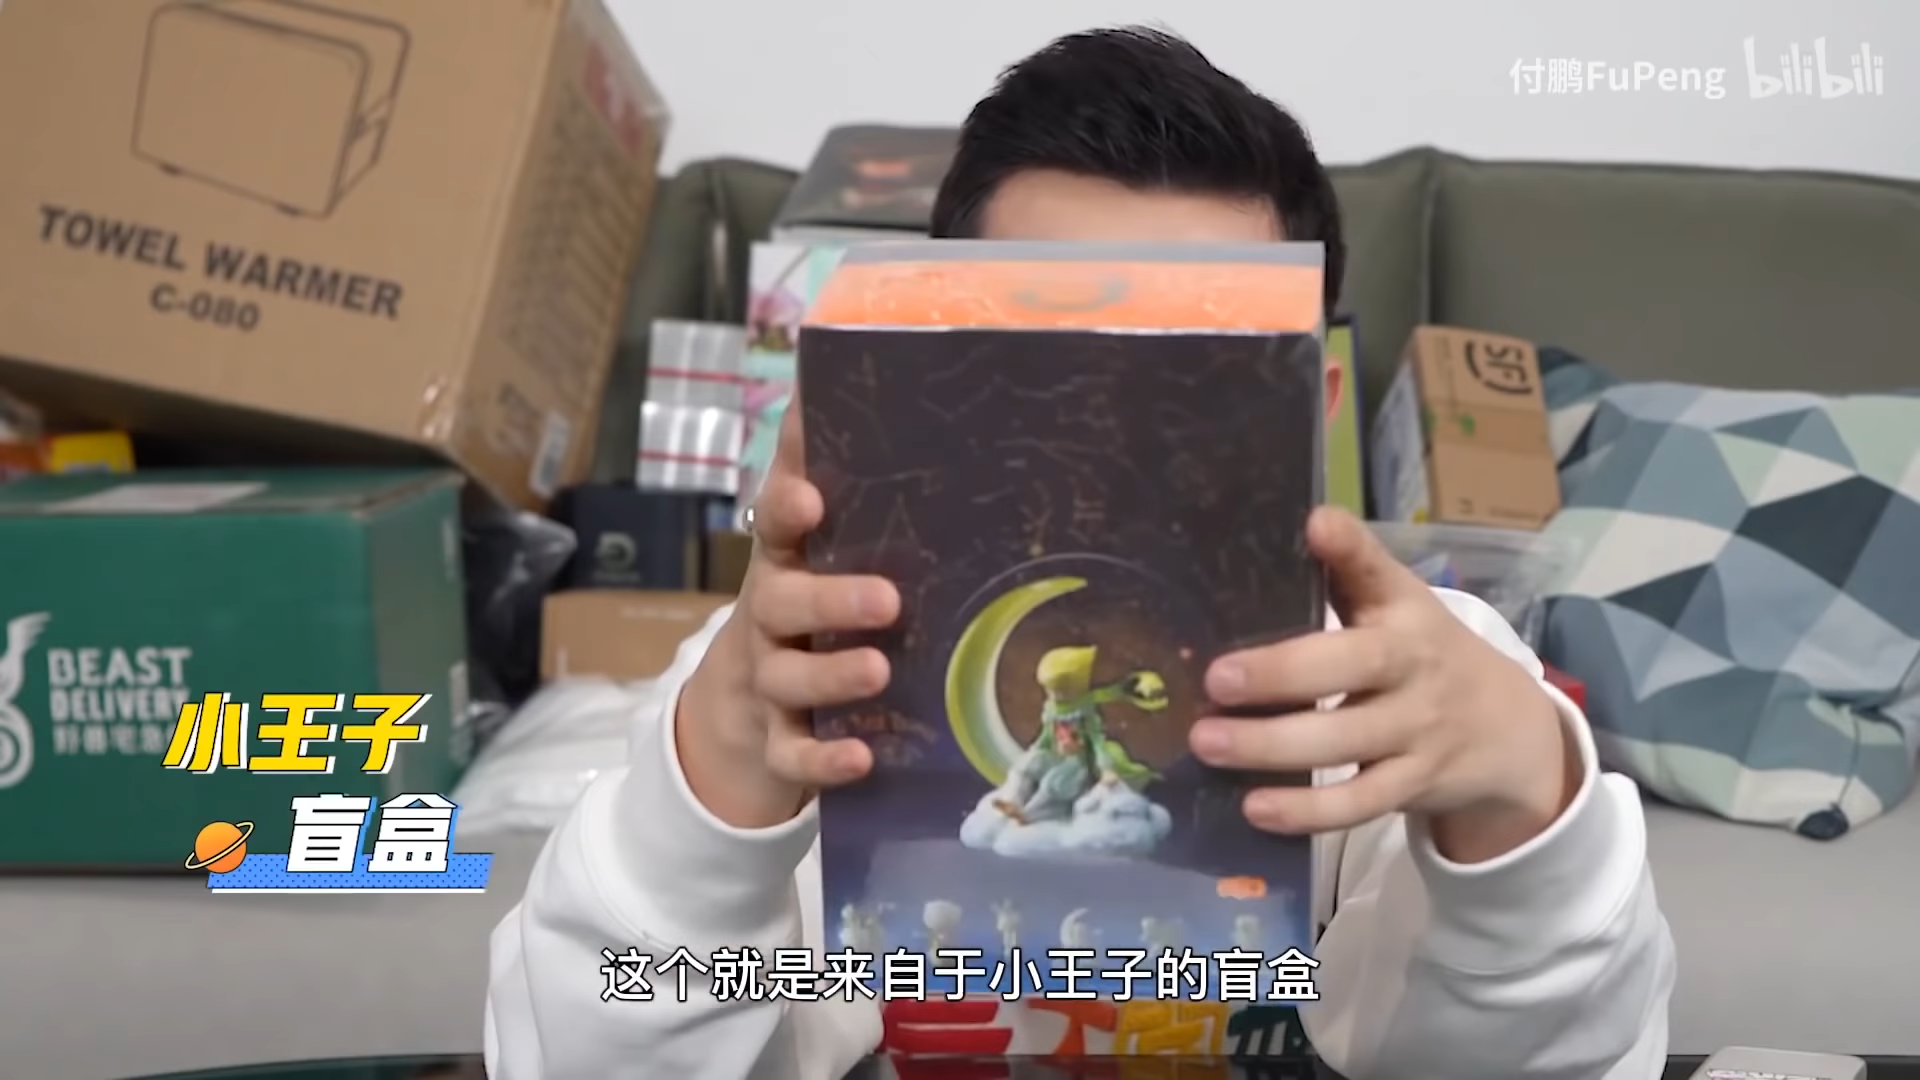 付鹏FuPeng bilibili
TOWEL WARMER
C-080
SF
BEAST
DELIVERY
小王子
盲盒
这个就是来自于小王子的盲盒